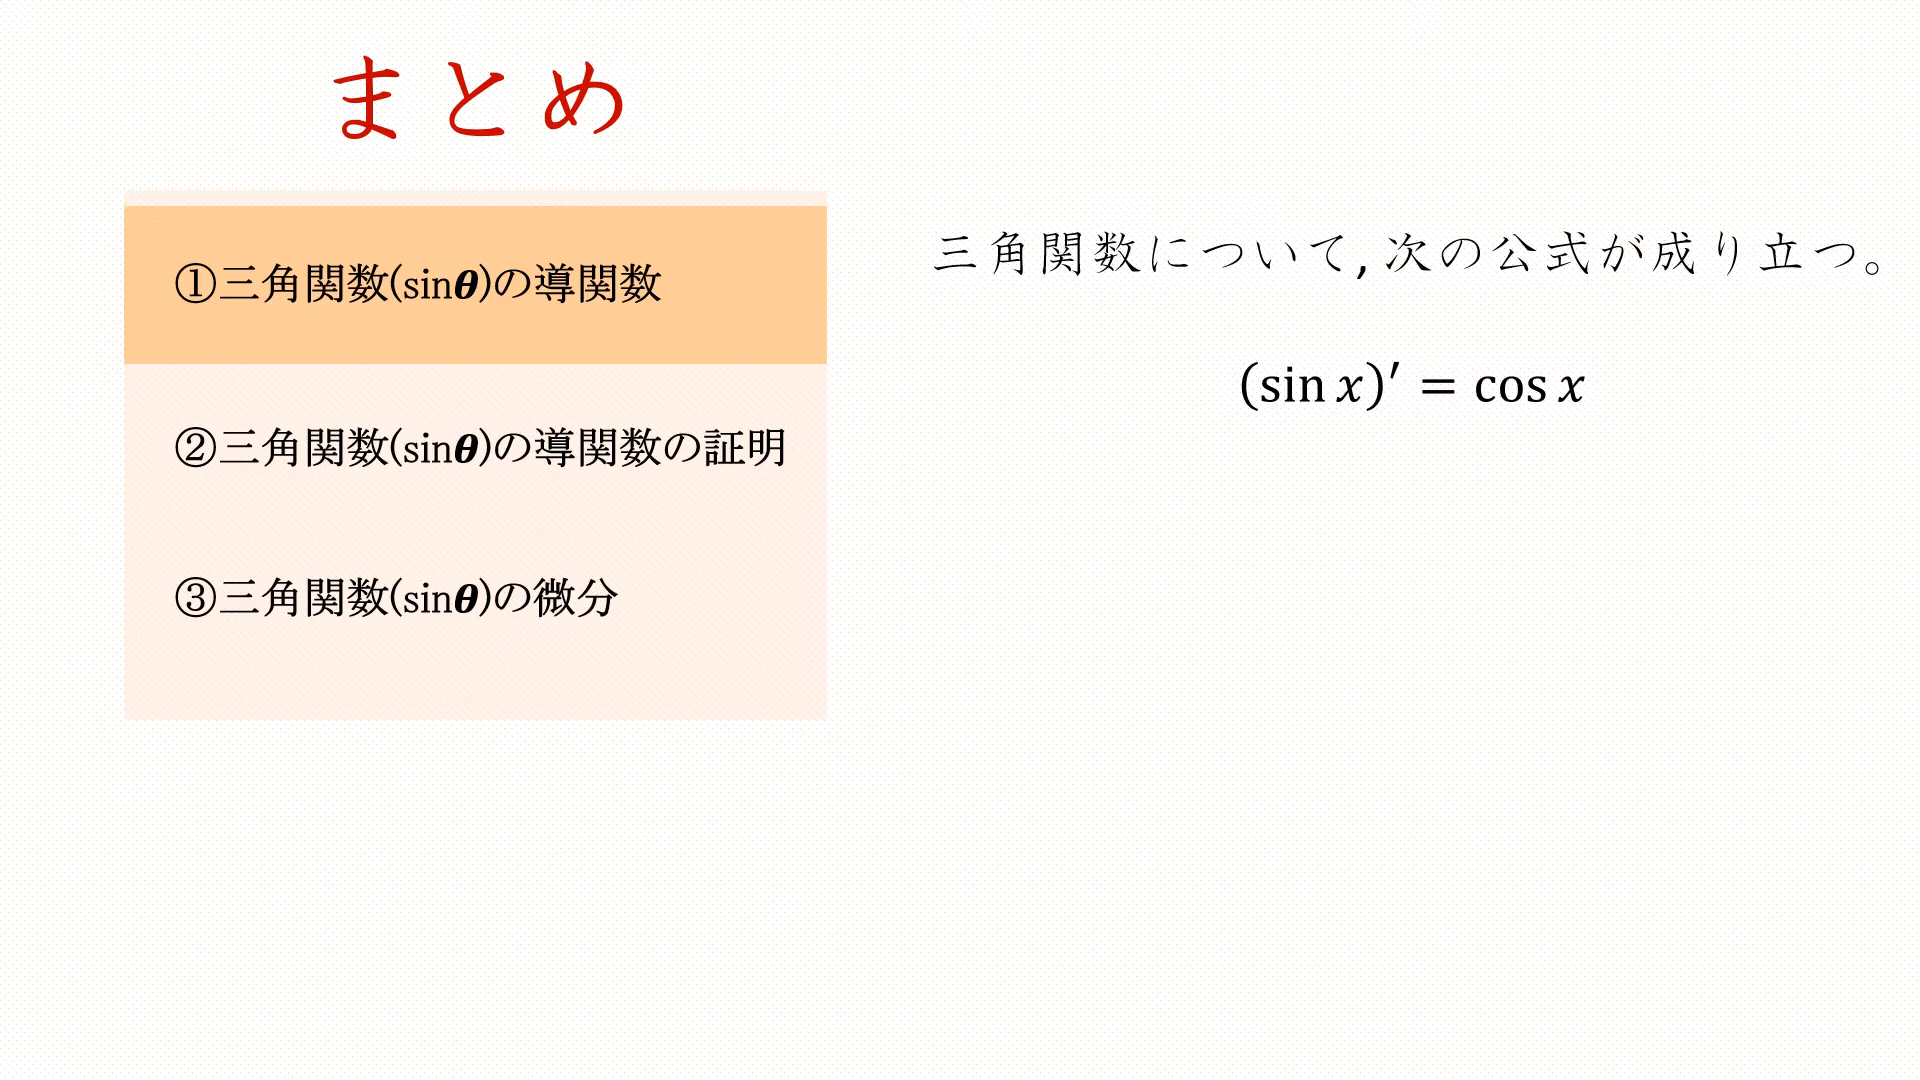 まとめ
①三角関数(sin𝜽)の導関数
②三角関数(sin𝜽)の導関数の証明
③三角関数(sin𝜽)の微分
三角関数について,次の公式が成り立つ。
(sin x)′ = cos x